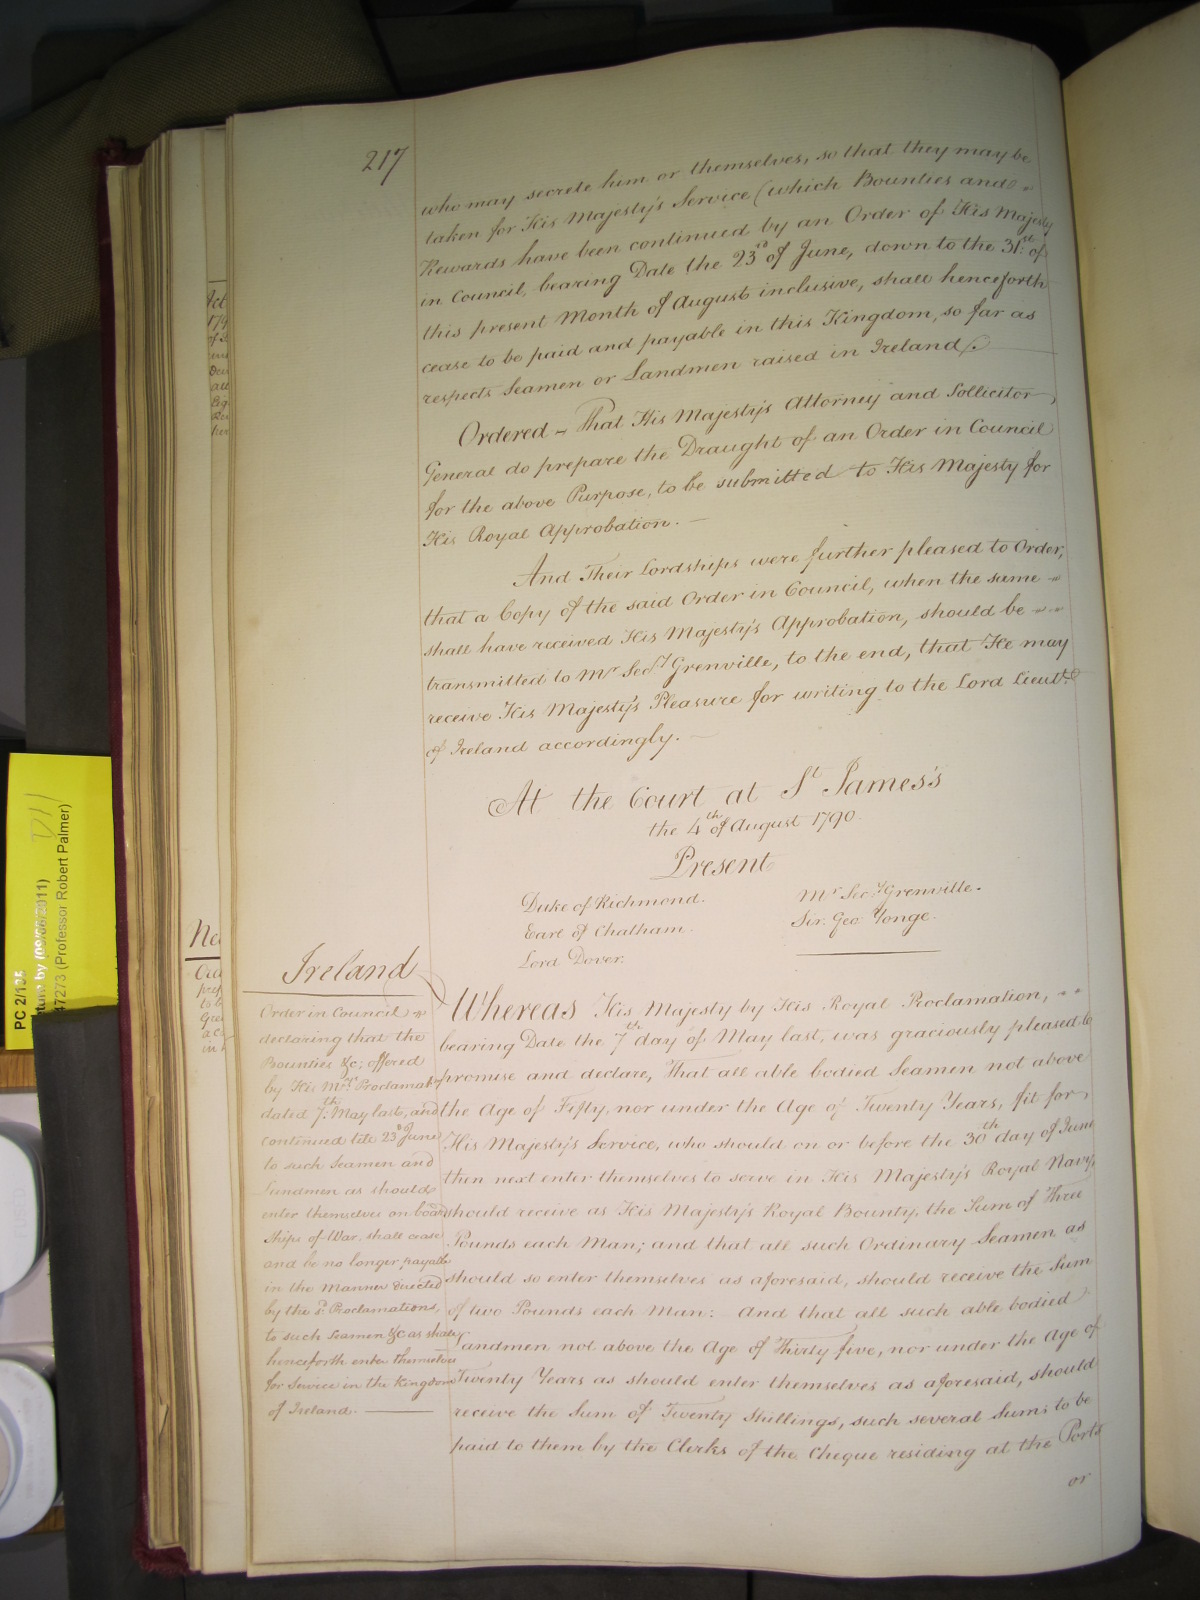 217
who may secrete him or themselves, so that they may be
taken for His Majesty's Service (which Bounties and
Rewards have been continued by an Order of His Majesty
in Council, bearing Date the 23rd of June, down to the 31st of
this present Month of August inclusive, shall henceforth
cease to be paid and payable in this Kingdom, so far as
respects Seamen or Landmen raised in Ireland).
Ordered – That His Majesty's Attorney and Sollicitor
General do prepare the Draught of an Order in Council
for the above Purpose, to be submitted to His Majesty for
His Royal Approbation. –
And Their Lordships were further pleased to Order,
that a Copy of the said Order in Council, when the same
shall have received His Majesty's Approbation, should be
transmitted to Mr Secry Grenville, to the end, that He may
receive His Majesty's Pleasure for writing to the Lord Lieutt.
of Ireland accordingly. –
At the Court at St James's
the 4th of August 1790.
Present
Duke of Richmond. Mr Secry Grenville.
Earl of Chatham. Sir Geo Yonge.
Lord Dover.
Ireland
Order in Council
declaring that the
Bounties &c; offered
by His My's Proclamatn
dated 7th May last, and
continued till 23d June
to such Seamen and
Landmen as should
enter themselves on board
Ships of War, shall cease
and be no longer payable
in the Manner directed
by the sd Proclamations,
to such Seamen &c as shall
henceforth enter themselves
for Service in the Kingdom
of Ireland. –
Whereas His Majesty by His Royal Proclamation,
bearing Date the 7th day of May last, was graciously pleased to
promise and declare, That all able bodied Seamen not above
the Age of Fifty, nor under the Age of Twenty Years, fit for
His Majesty's Service, who should on or before the 30th day of June
then next enter themselves to serve in His Majesty's Royal Navy,
should receive as His Majesty's Royal Bounty, the Sum of Three
Pounds each Man; and that all such Ordinary Seamen as
should so enter themselves as aforesaid, should receive the Sum
of two Pounds each Man: And that all such able bodied
Landmen not above the Age of Thirty five, nor under the Age of
Twenty Years as should enter themselves as aforesaid, should
receive the Sum of Twenty Shillings, such several Sums to be
paid to them by the Clerks of the Cheque residing at the Ports
or
PC 2/135
(09/08/2011)
47273 (Professor Robert Palmer)